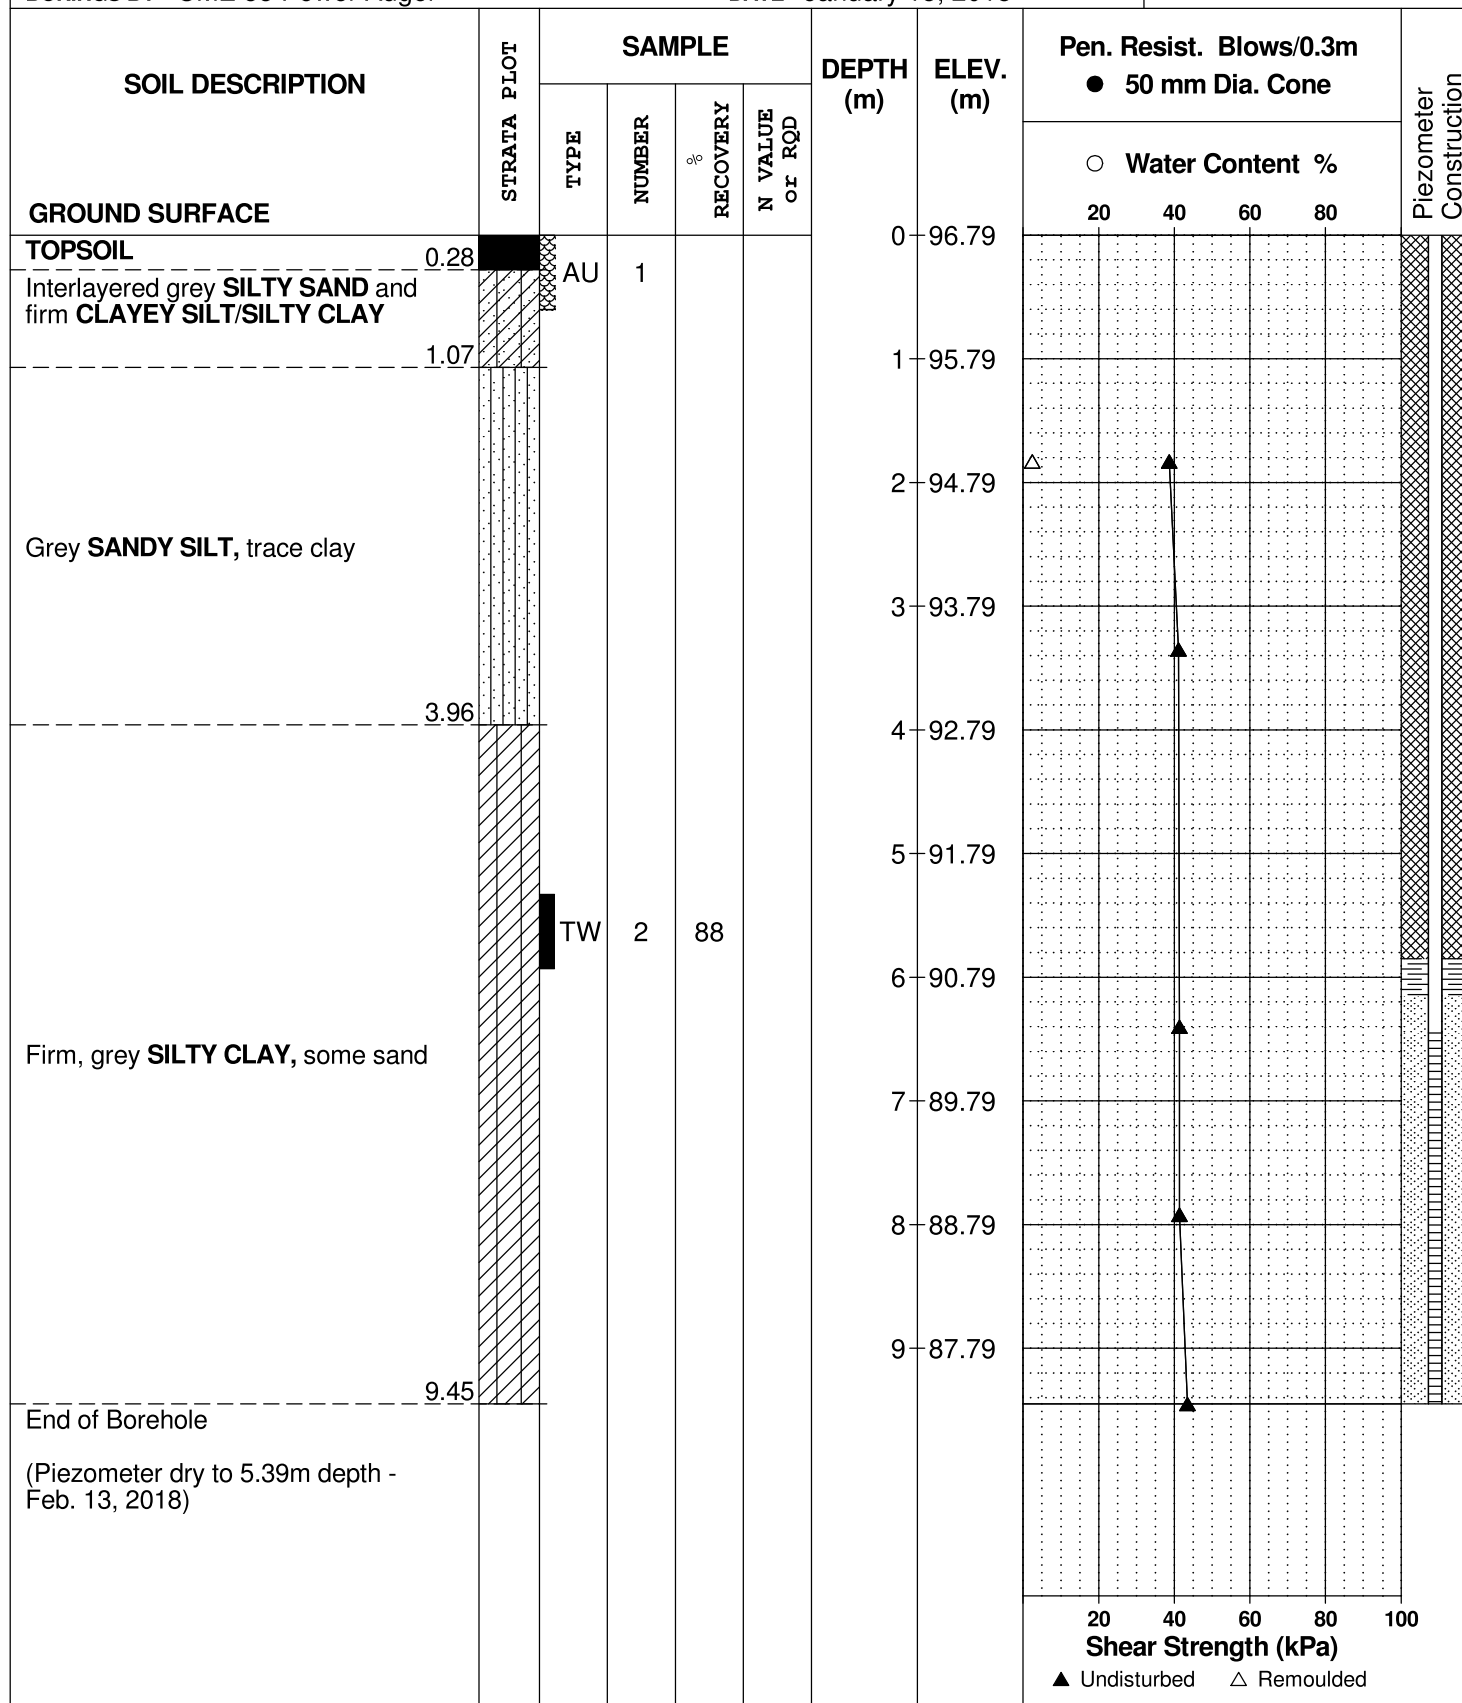 SOIL DESCRIPTION
GROUND SURFACE
STRATA PLOT
SAMPLE
TYPE
NUMBER
%
RECOVERY
N VALUE
or RQD
DEPTH
(m)
ELEV.
(m)
Pen. Resist. Blows/0.3m
● 50 mm Dia. Cone
○ Water Content %
20 40 60 80
Piezometer
Construction
TOPSOIL 0.28
Interlayered grey SILTY SAND and
firm CLAYEY SILT/SILTY CLAY
1.07
Grey SANDY SILT, trace clay
3.96
Firm, grey SILTY CLAY, some sand
9.45
End of Borehole
(Piezometer dry to 5.39m depth -
Feb. 13, 2018)
AU 1
TW 2 88
0 96.79
1 95.79
2 94.79
3 93.79
4 92.79
5 91.79
6 90.79
7 89.79
8 88.79
9 87.79
20 40 60 80 100
Shear Strength (kPa)
▲ Undisturbed △ Remoulded